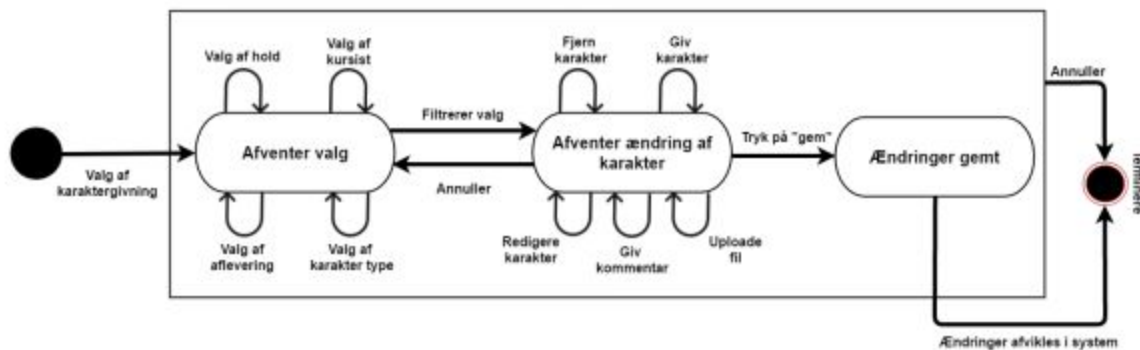 Valg af
karaktergivning
Valg af hold
Valg af
kursist
Afventer valg
Valg af
aflevering
Valg af
karakter type
Filtrerer valg
Annuller
Fjern
karakter
Giv
karakter
Afventer ændring af
karakter
Redigere
karakter
Giv
kommentar
Uploade
fil
Tryk på "gem"
Ændringer gemt
Annuller
Terminere
Ændringer afvikles i system